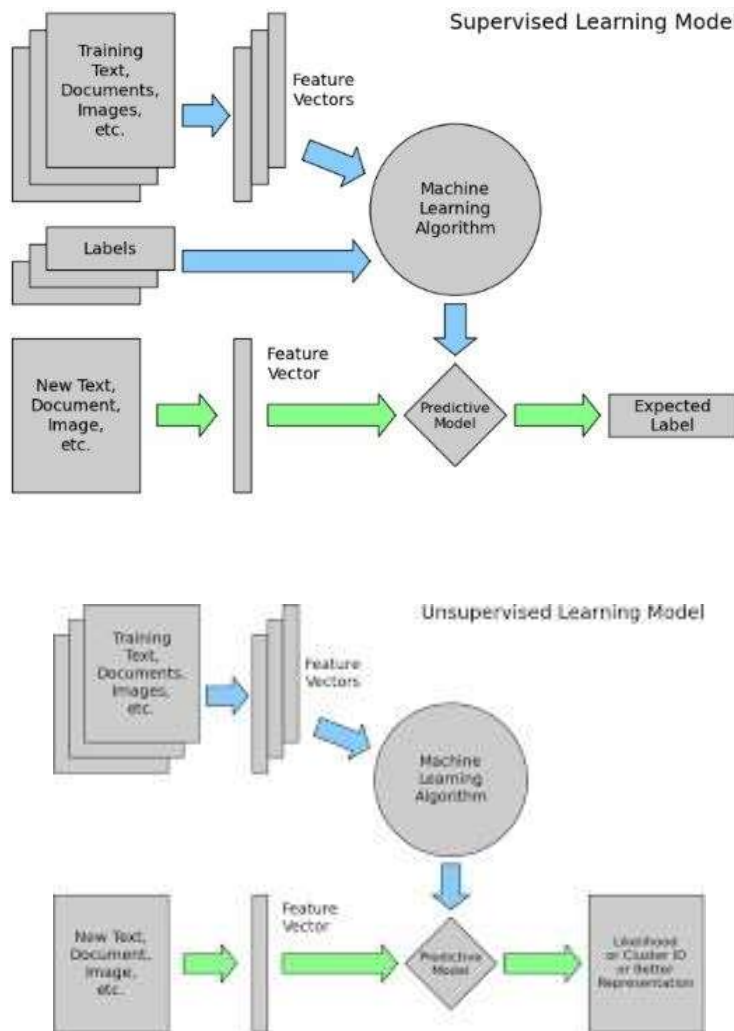 Supervised Learning Mode
Training
Text,
Documents,
Images,
etc.
Feature
Vectors
Machine
Learning
Algorithm
Labels
New Text,
Document,
Image,
etc.
Feature
Vector
Predictive
Model
Expected
Label
Unsupervised Learning Model
Training
Text,
Documents,
Images,
etc.
Feature
Vectors
Machine
Learning
Algorithm
New Text,
Document,
Image,
etc.
Feature
Vector
Predictive
Model
Likelihood
or Cluster ID
or Better
Representation